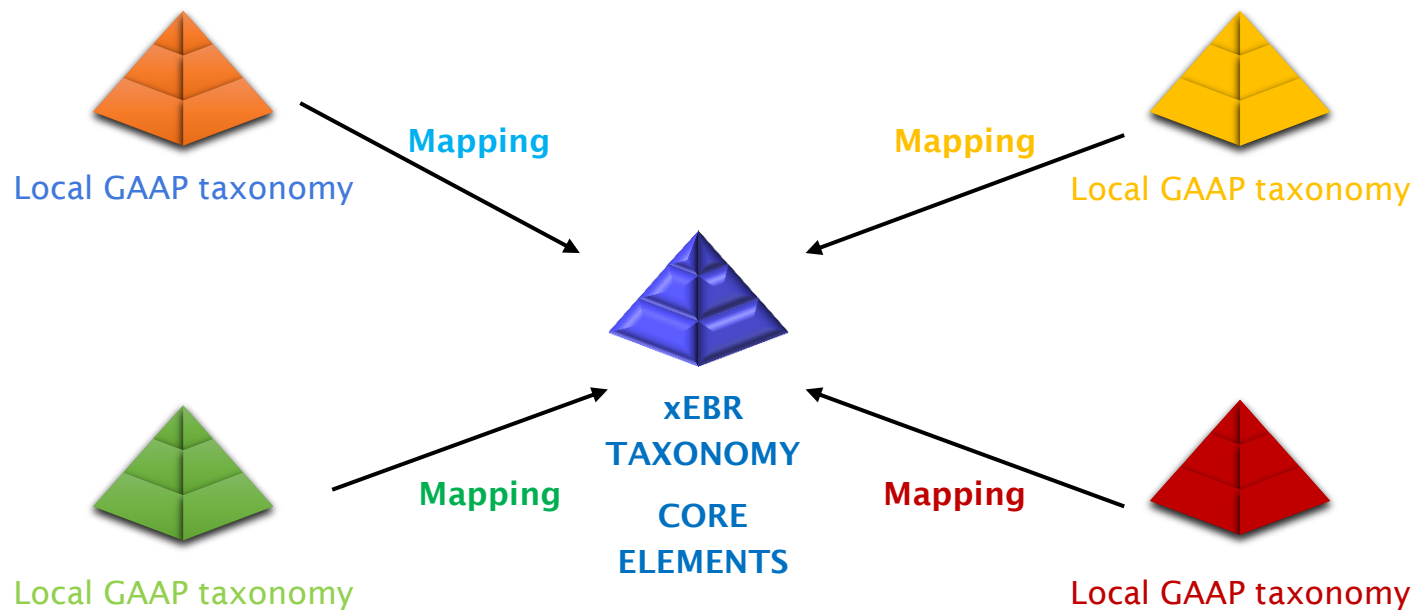 Mapping
Mapping
Local GAAP taxonomy
Local GAAP taxonomy
xEBR
TAXONOMY
Mapping
Mapping
CORE
ELEMENTS
Local GAAP taxonomy
Local GAAP taxonomy